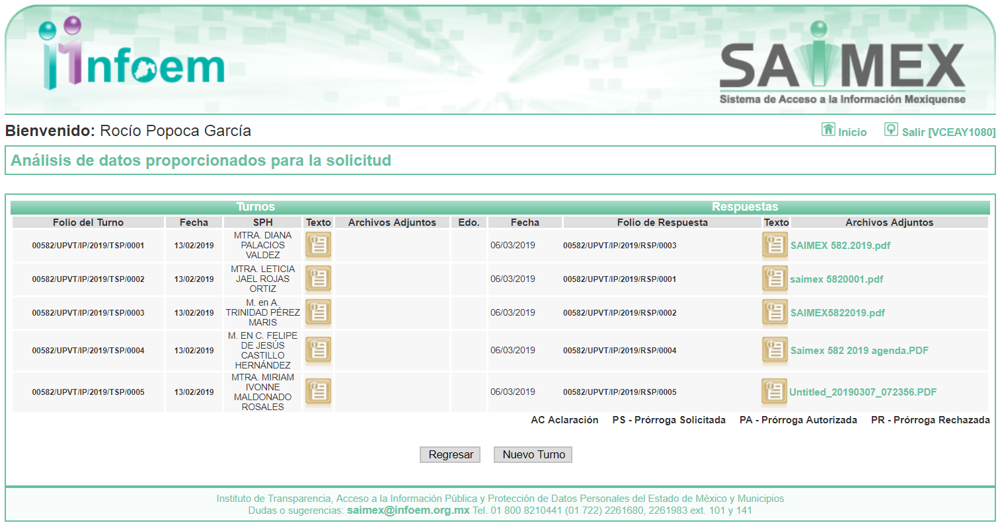 infoem
SAIMEX
Sistema de Acceso a la Información Mexiquense
Bienvenido: Rocío Popoca García
Inicio
Salir [VCEAY1080]
Análisis de datos proporcionados para la solicitud
Turnos Respuestas
Folio del Turno Fecha SPH Texto Archivos Adjuntos Edo. Fecha Folio de Respuesta Texto Archivos Adjuntos
00582/UPVT/IP/2019/TSP/0001 13/02/2019
MTRA. DIANA
PALACIOS
VALDEZ
06/03/2019 00582/UPVT/IP/2019/RSP/0003 SAIMEX 582.2019.pdf
00582/UPVT/IP/2019/TSP/0002 13/02/2019
MTRA. LETICIA
JAEL ROJAS
ORTIZ
06/03/2019 00582/UPVT/IP/2019/RSP/0001 saimex 5820001.pdf
00582/UPVT/IP/2019/TSP/0003 13/02/2019
M. en A.
TRINIDAD PÉREZ
MARIS
06/03/2019 00582/UPVT/IP/2019/RSP/0002 SAIMEX5822019.pdf
00582/UPVT/IP/2019/TSP/0004 13/02/2019
M. EN C. FELIPE
DE JESÚS
CASTILLO
HERNÁNDEZ
06/03/2019 00582/UPVT/IP/2019/RSP/0004 Saimex 582 2019 agenda.PDF
00582/UPVT/IP/2019/TSP/0005 13/02/2019
MTRA. MIRIAM
IVONNE
MALDONADO
ROSALES
06/03/2019 00582/UPVT/IP/2019/RSP/0005 Untitled_20190307_072356.PDF
AC Aclaración PS - Prórroga Solicitada PA - Prórroga Autorizada PR - Prórroga Rechazada
Regresar Nuevo Turno
Instituto de Transparencia, Acceso a la Información Pública y Protección de Datos Personales del Estado de México y Municipios
Dudas o sugerencias: saimex@infoem.org.mx Tel. 01 800 8210441 (01 722) 2261680, 2261983 ext. 101 y 141